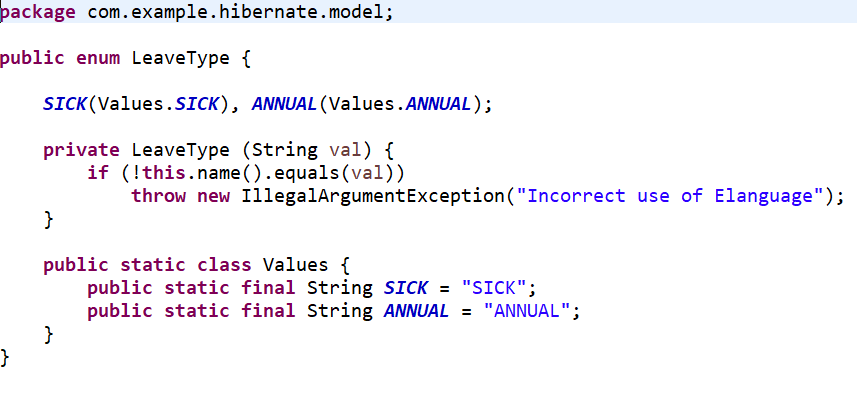 package com.example.hibernate.model;
public enum LeaveType {
SICK(Values.SICK), ANNUAL(Values.ANNUAL);
private LeaveType (String val) {
if (!this.name().equals(val))
throw new IllegalArgumentException("Incorrect use of Elanguage");
}
public static class Values {
public static final String SICK = "SICK";
public static final String ANNUAL = "ANNUAL";
}
}